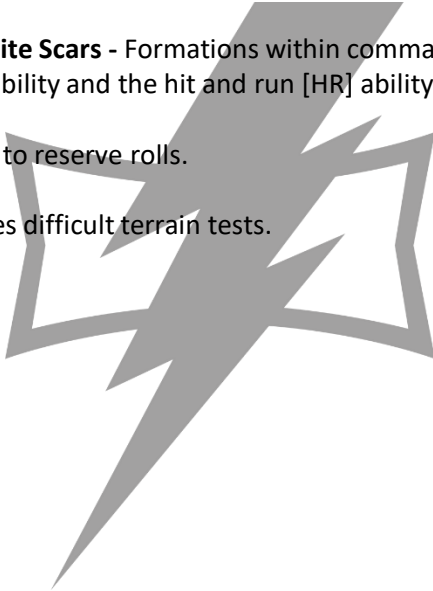 ite Scars - Formations within comma
bility and the hit and run [HR] ability
to reserve rolls.
es difficult terrain tests.